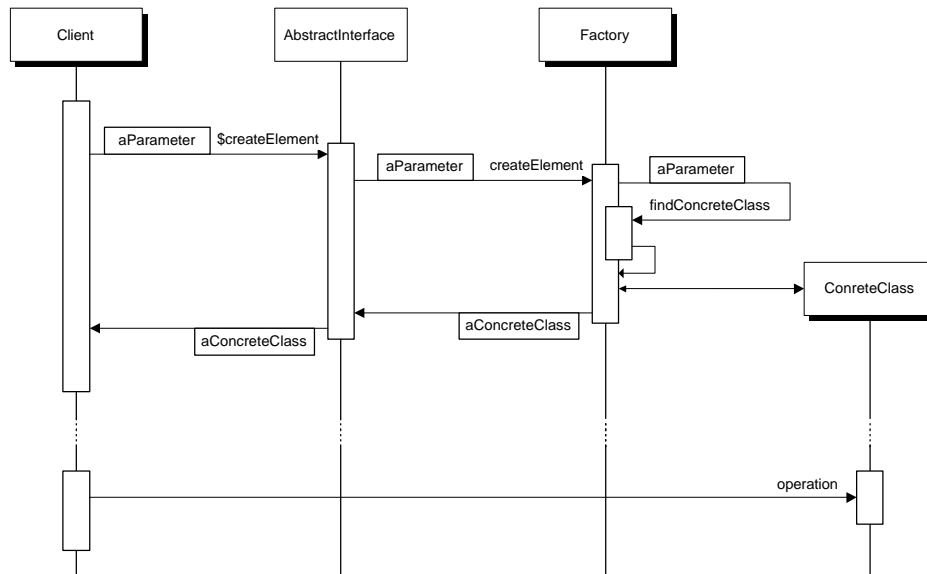 Client
AbstractInterface
Factory
aParameter
$createElement
aParameter
createElement
aParameter
findConcreteClass
ConreteClass
aConcreteClass
aConcreteClass
operation